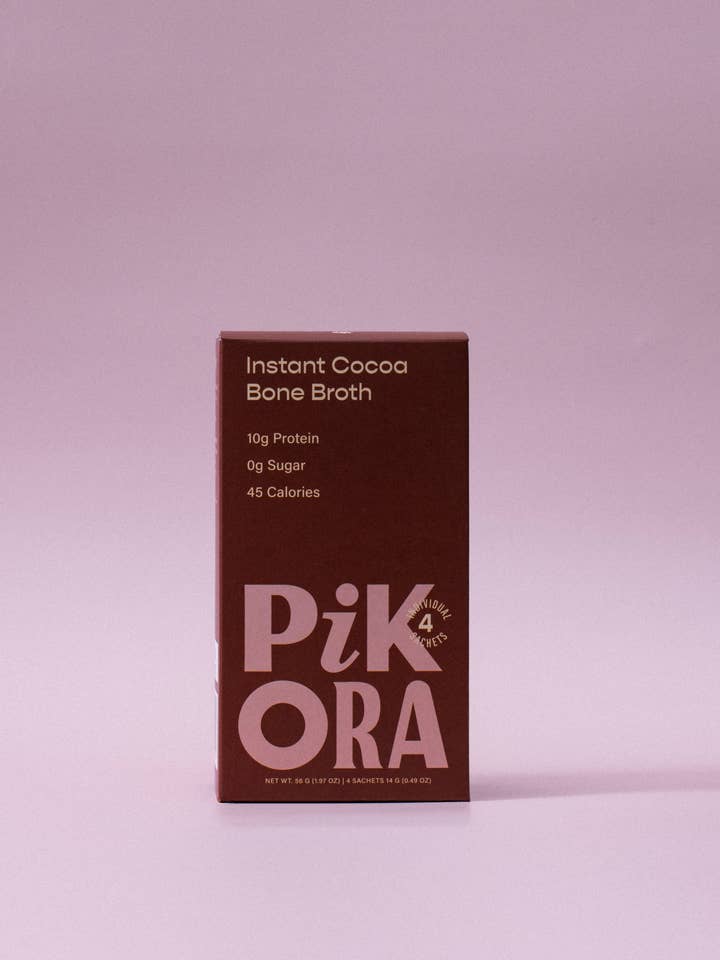 Instant Cocoa
Bone Broth
10g Protein
0g Sugar
45 Calories
PiK
ORA
INDIVIDUAL
4
SACHETS
NET WT. 56 G (1.97 OZ) | 4 SACHETS 14 G (0.49 OZ)